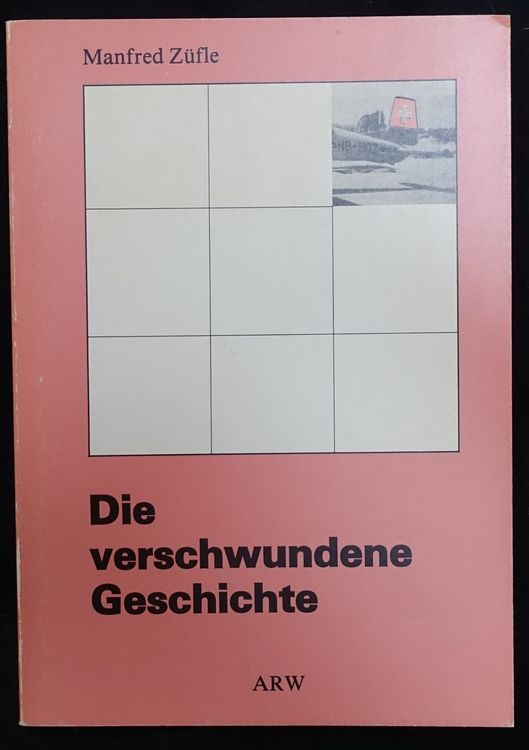 Manfred Züfle
Die
verschwundene
Geschichte
ARW